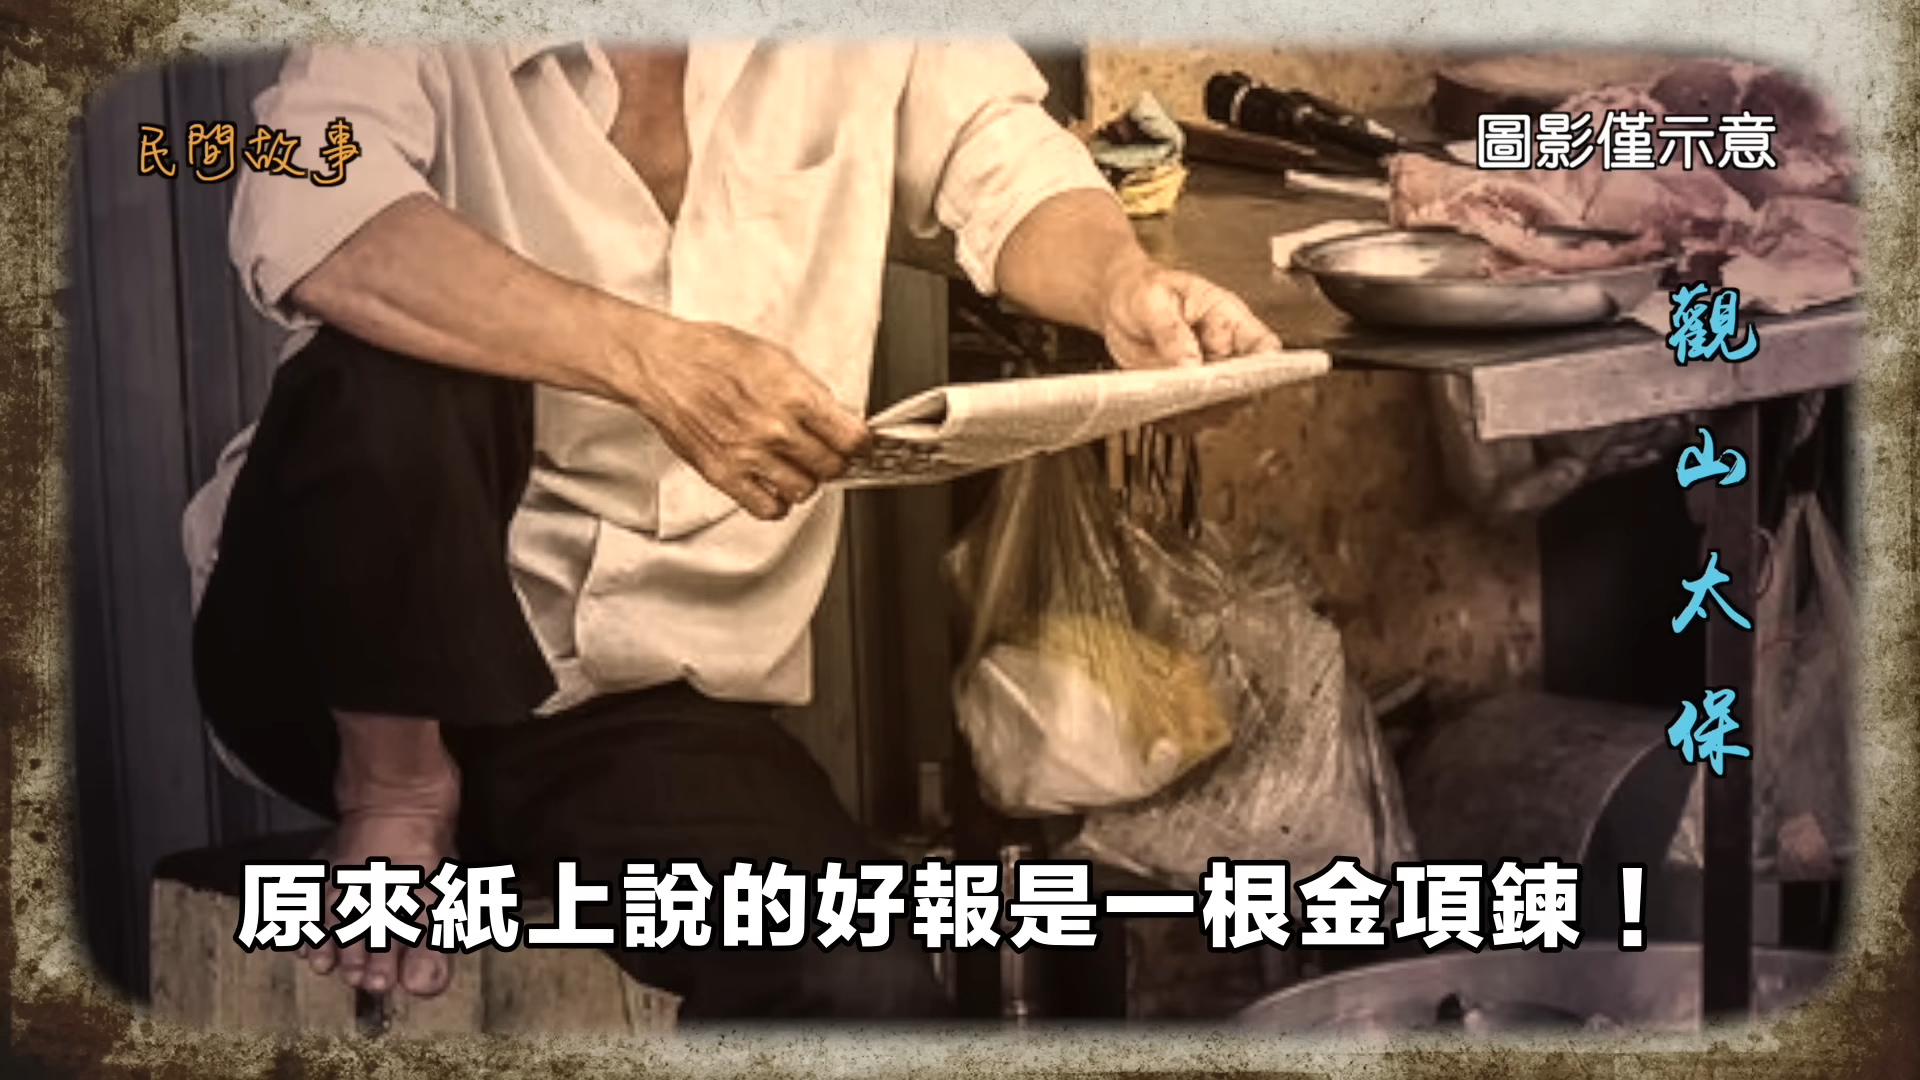 民間故事
圖影僅示意
觀山太保
原來紙上說的好報是一根金項鍊！